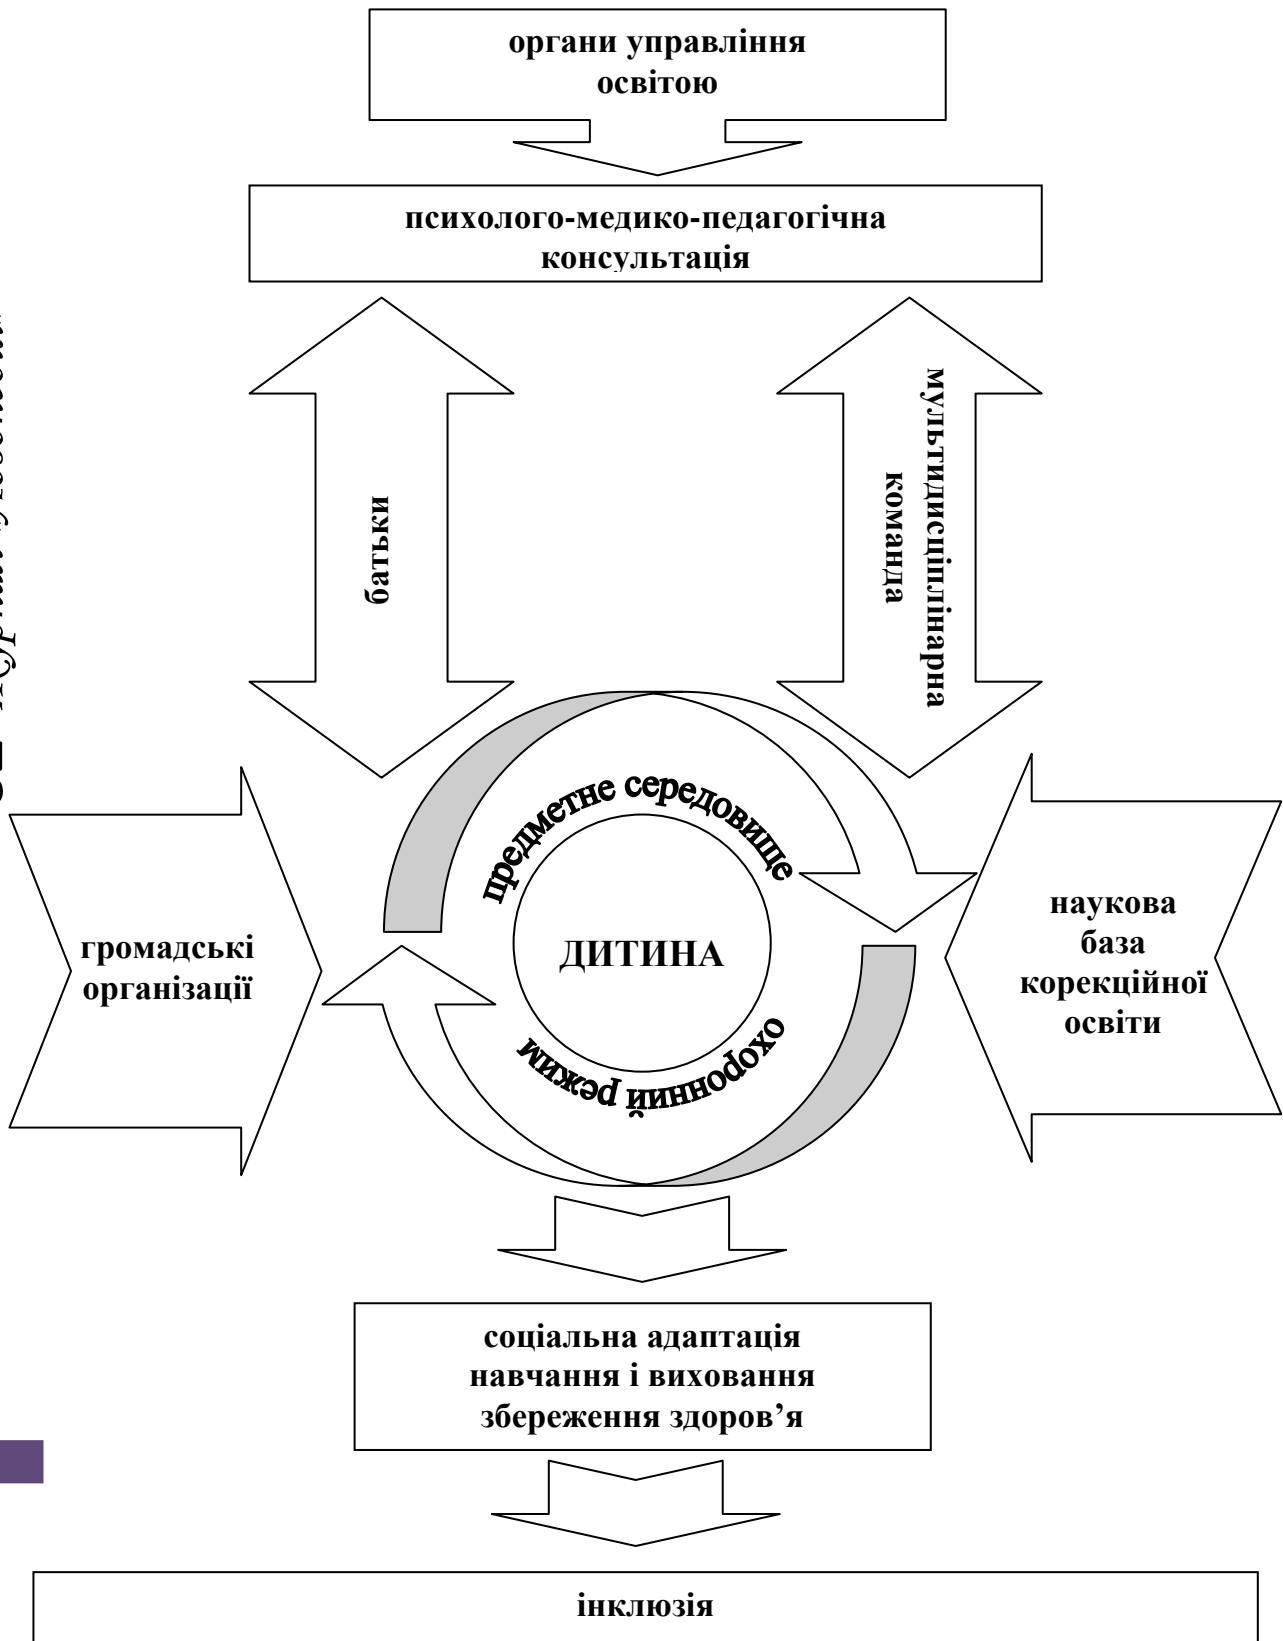 органи управління
освітою
психолого-медико-педагогічна
консультація
батьки
мультидисціплінарна
команда
предметне середовище
громадські
організації
ДИТИНА
наукова
база
корекційної
освіти
охоронний режим
соціальна адаптація
навчання і виховання
збереження здоров’я
інклюзія